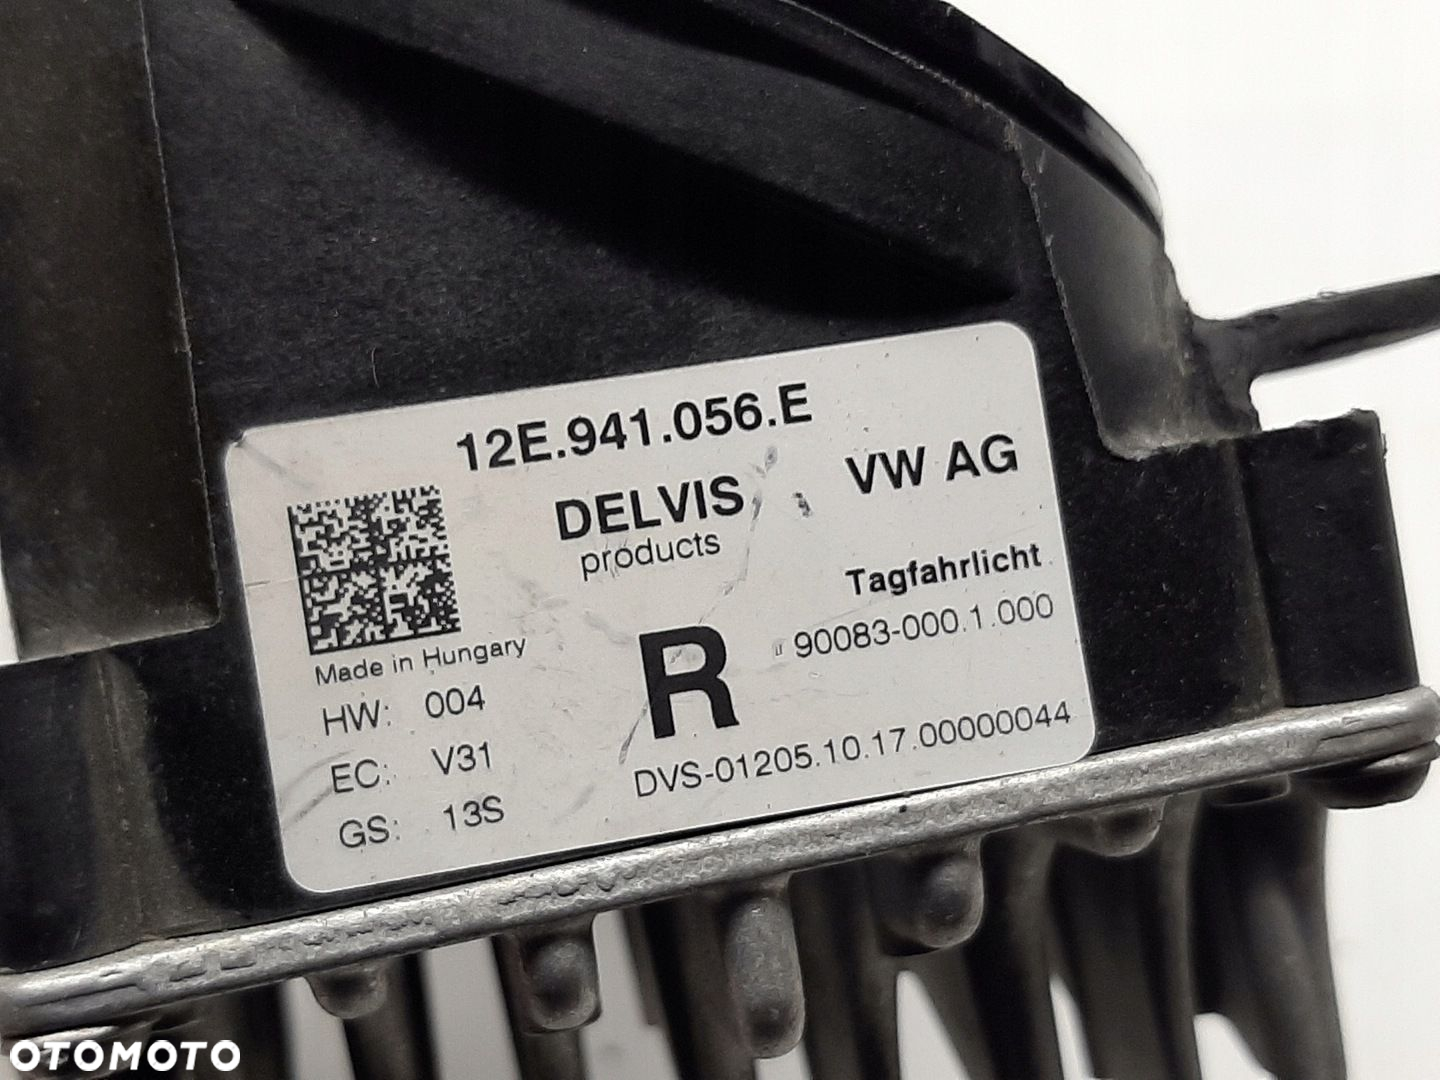 12E.941.056.E
DELVIS
products
VW AG
Tagfahrlicht
90083-000.1.000
Made in Hungary
HW: 004
EC: V31
GS: 13S
R
DVS-01205.10.17.00000044
OTOMOTO